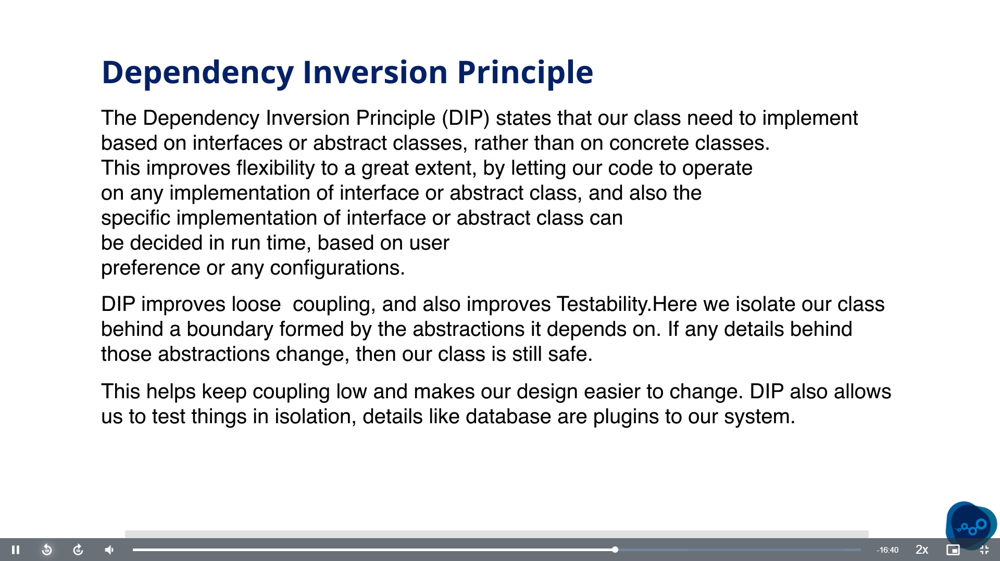 Dependency Inversion Principle
The Dependency Inversion Principle (DIP) states that our class need to implement
based on interfaces or abstract classes, rather than on concrete classes.
This improves flexibility to a great extent, by letting our code to operate
on any implementation of interface or abstract class, and also the
specific implementation of interface or abstract class can
be decided in run time, based on user
preference or any configurations.
DIP improves loose  coupling, and also improves Testability.Here we isolate our class
behind a boundary formed by the abstractions it depends on. If any details behind
those abstractions change, then our class is still safe.
This helps keep coupling low and makes our design easier to change. DIP also allows
us to test things in isolation, details like database are plugins to our system.
10 10 -16:40 2x